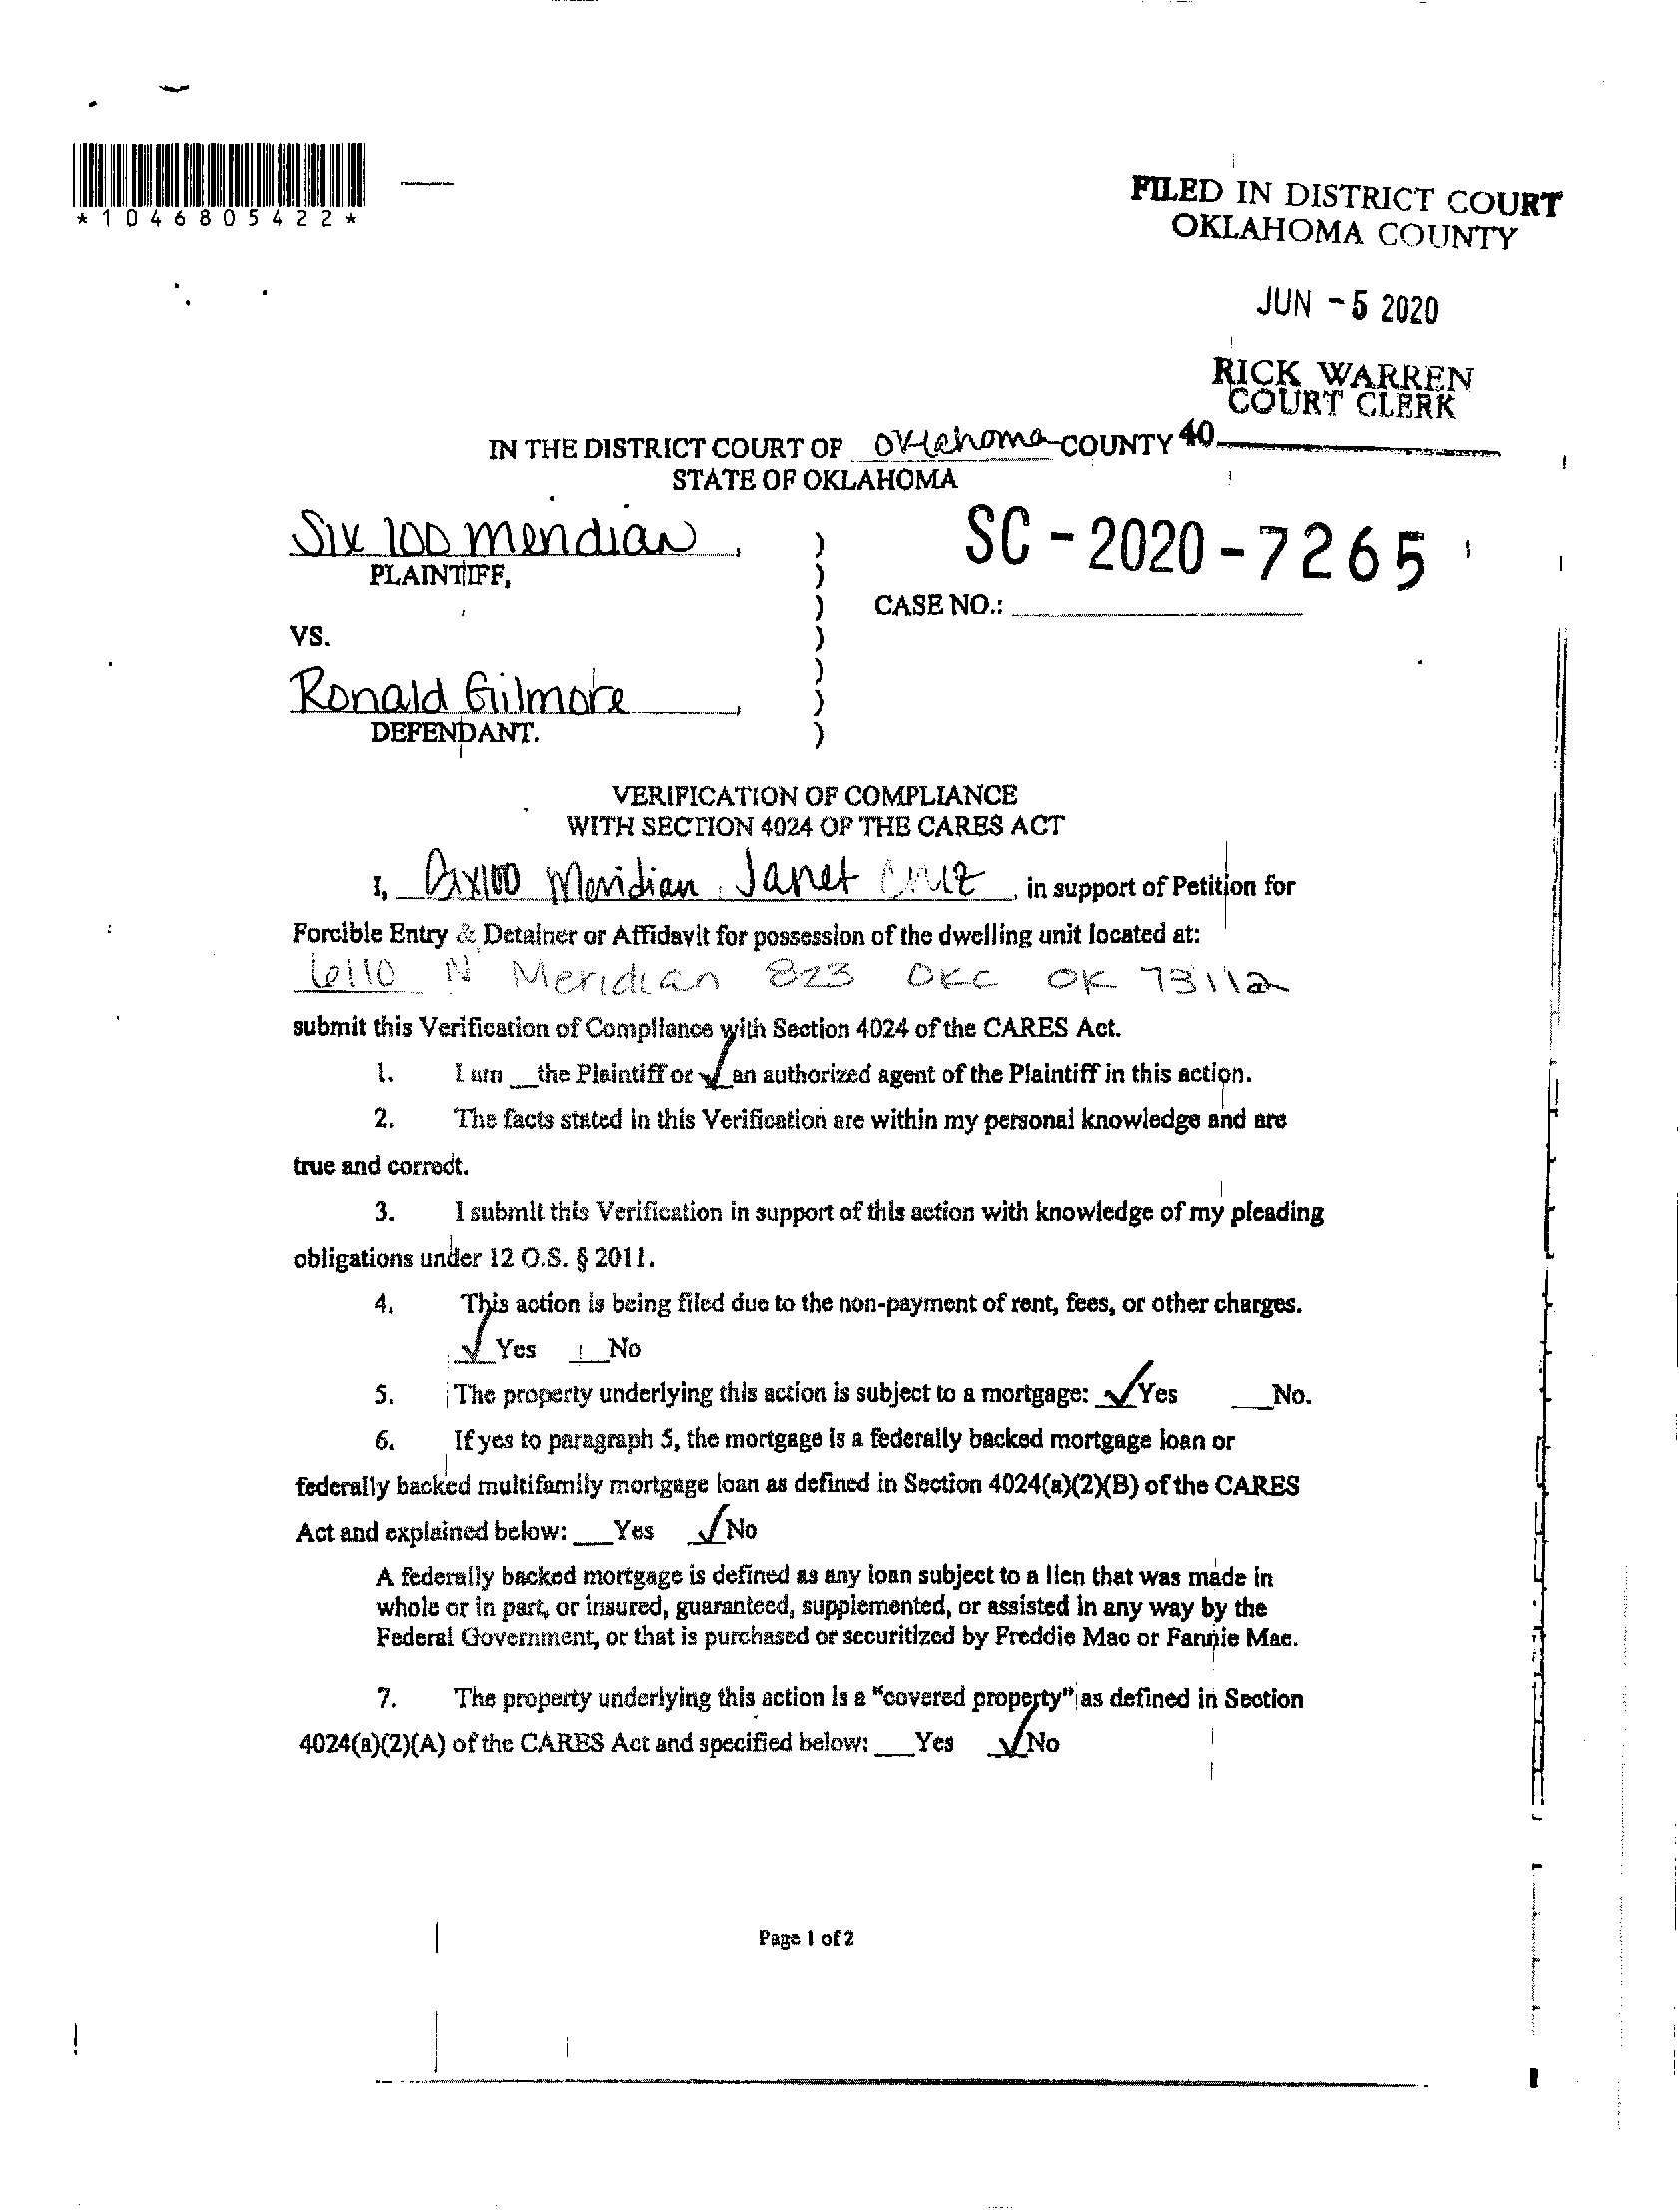 *1046805422*
FILED IN DISTRICT COURT
OKLAHOMA COUNTY
JUN - 5 2020
RICK WARREN
COURT CLERK
40
IN THE DISTRICT COURT OF Oklahoma COUNTY
STATE OF OKLAHOMA
Six 100 Meridian,
PLAINTIFF,
SC - 2020 - 7265
CASE NO.:
VS.
Ronald Gilmore,
DEFENDANT.
)
)
)
)
)
)
)
VERIFICATION OF COMPLIANCE
WITH SECTION 4024 OF THE CARES ACT
I, Six100 Meridian, Janet Cruz, in support of Petition for
Forcible Entry & Detainer or Affidavit for possession of the dwelling unit located at:
6110 N Meridian 823 OKC OK 73112
submit this Verification of Compliance with Section 4024 of the CARES Act.
1. I am __the Plaintiff or ✓ an authorized agent of the Plaintiff in this action.
2. The facts stated in this Verification are within my personal knowledge and are
true and correct.
3. I submit this Verification in support of this action with knowledge of my pleading
obligations under 12 O.S. § 2011.
4. This action is being filed due to the non-payment of rent, fees, or other charges.
✓ Yes __No
5. The property underlying this action is subject to a mortgage: ✓ Yes __No.
6. If yes to paragraph 5, the mortgage is a federally backed mortgage loan or
federally backed multifamily mortgage loan as defined in Section 4024(a)(2)(B) of the CARES
Act and explained below: __Yes ✓ No
A federally backed mortgage is defined as any loan subject to a lien that was made in
whole or in part, or insured, guaranteed, supplemented, or assisted in any way by the
Federal Government, or that is purchased or securitized by Freddie Mac or Fannie Mae.
7. The property underlying this action is a "covered property" as defined in Section
4024(a)(2)(A) of the CARES Act and specified below: __Yes ✓ No
Page 1 of 2